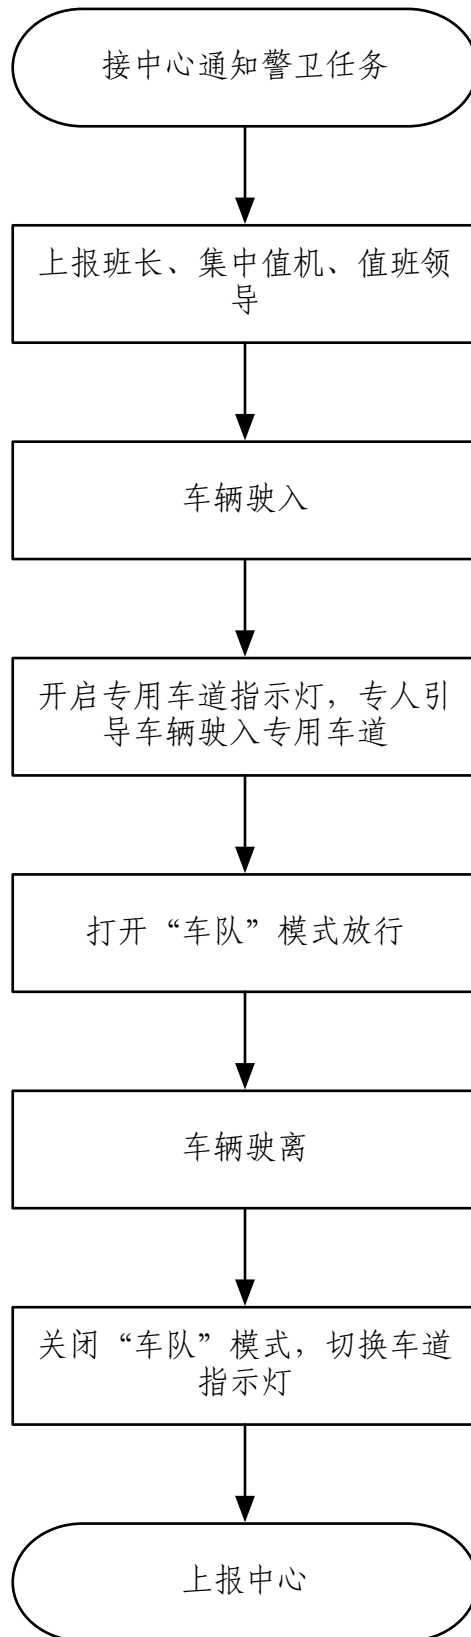 接中心通知警卫任务
上报班长、集中值机、值班领
导
车辆驶入
开启专用车道指示灯，专人引
导车辆驶入专用车道
打开“车队”模式放行
车辆驶离
关闭“车队”模式，切换车道
指示灯
上报中心